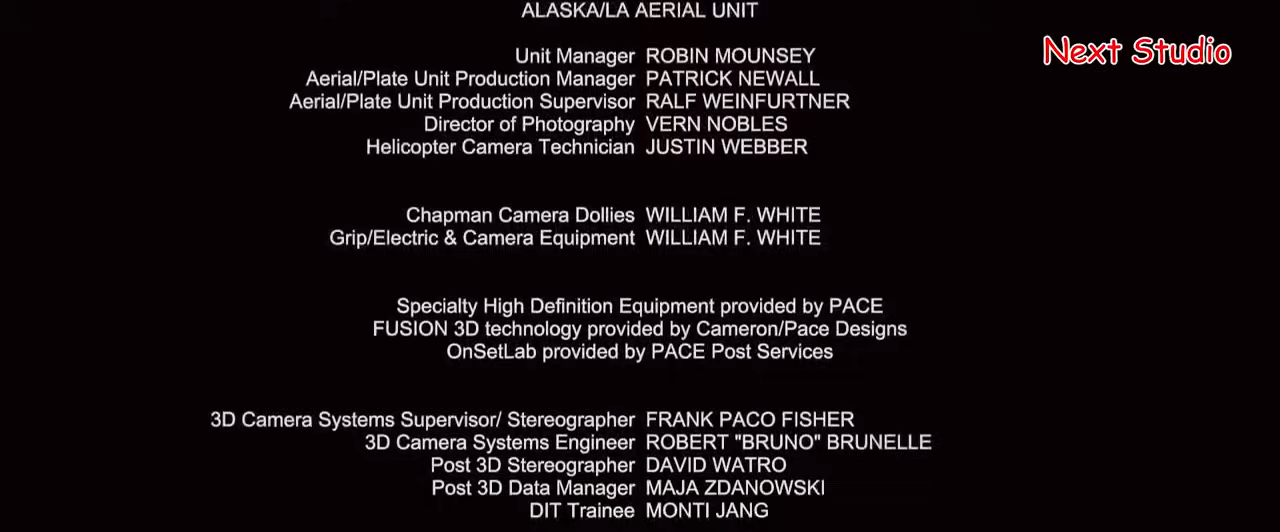 ALASKA/LA AERIAL UNIT
Next Studio
Unit Manager ROBIN MOUNSEY
Aerial/Plate Unit Production Manager PATRICK NEWALL
Aerial/Plate Unit Production Supervisor RALF WEINFURTNER
Director of Photography VERN NOBLES
Helicopter Camera Technician JUSTIN WEBBER
Chapman Camera Dollies WILLIAM F. WHITE
Grip/Electric & Camera Equipment WILLIAM F. WHITE
Specialty High Definition Equipment provided by PACE
FUSION 3D technology provided by Cameron/Pace Designs
OnSetLab provided by PACE Post Services
3D Camera Systems Supervisor/ Stereographer FRANK PACO FISHER
3D Camera Systems Engineer ROBERT "BRUNO" BRUNELLE
Post 3D Stereographer DAVID WATRO
Post 3D Data Manager MAJA ZDANOWSKI
DIT Trainee MONTI JANG